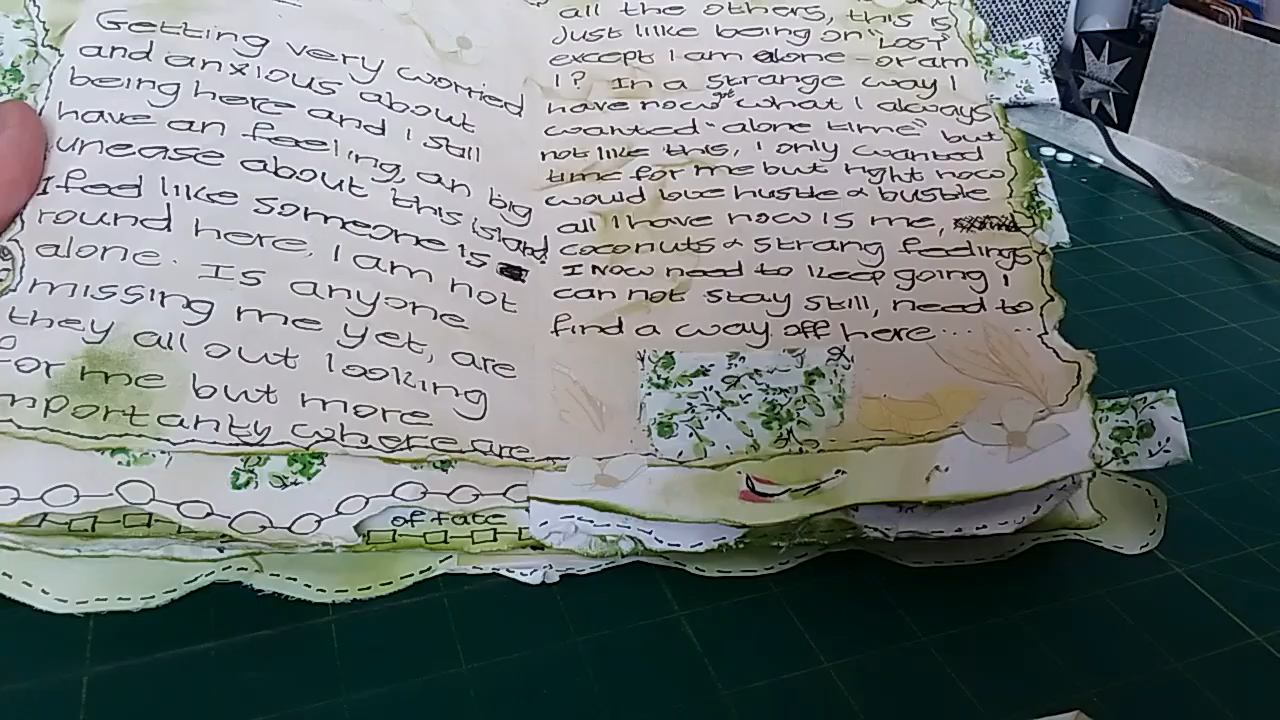 Getting very worried
and anxious about
being here and I still
have an feeling, an big
unease about this island
I feel like someone is
round here, I am not
alone. Is anyone
missing me yet, are
they all out looking
for me but more
importanty where are
all the others, this is
Just like being on "LOST"
except I am alone - or am
I? In a strange way I
have now got what I always
wanted "alone time" but
not like this, I only wanted
time for me but right now
would love hustle & bustle
all I have now is me,
coconuts & strang feelings
I now need to keep going I
can not stay still, need to
find a way off here........
of fate